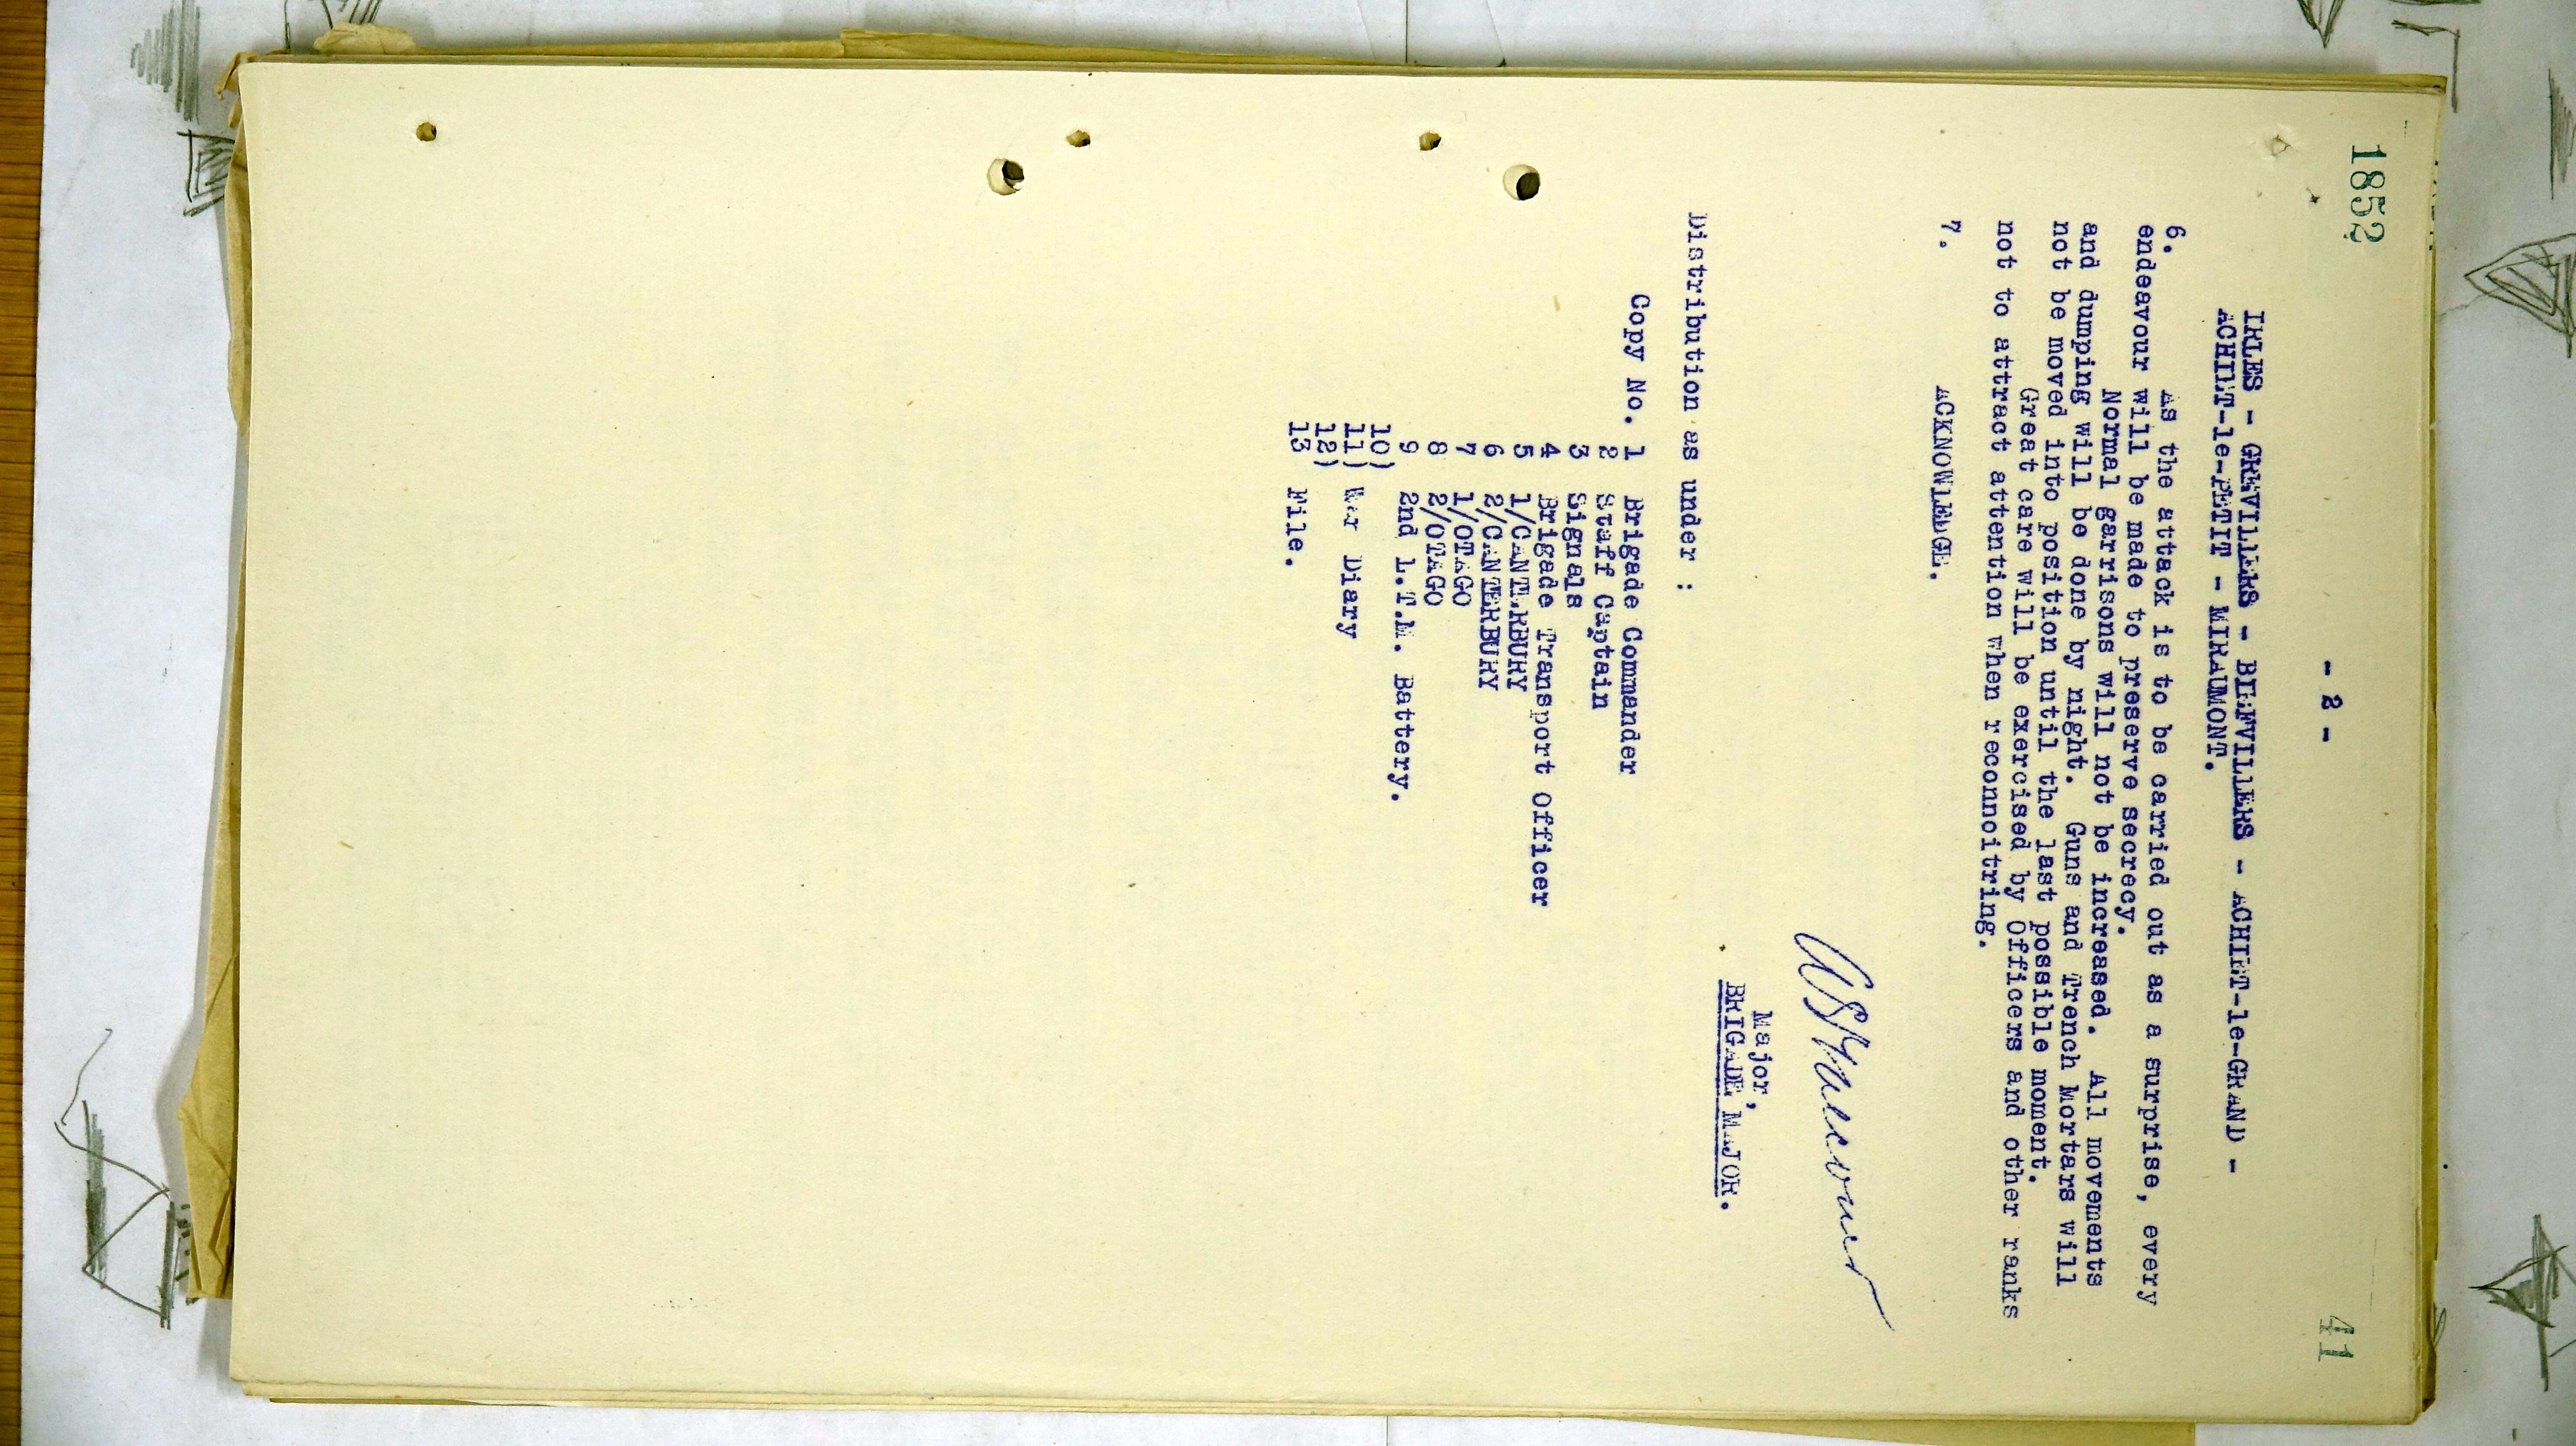 1852
41
- 2 -
IRLES - GREVILLERS - BIEFVILLERS - ACHIET-le-GRAND -
ACHIET-le-PETIT - MIRAUMONT.
6. As the attack is to be carried out as a surprise, every
endeavour will be made to preserve secrecy.
Normal garrisons will not be increased. All movements
and dumping will be done by night. Guns and Trench Mortars will
not be moved into position until the last possible moment.
Great care will be exercised by Officers and other ranks
not to attract attention when reconnoitring.
7. ACKNOWLEDGE.
Major,
BRIGADE MAJOR.
Distribution as under :
Copy No. 1 Brigade Commander
2 Staff Captain
3 Signals
4 Brigade Transport Officer
5 1/CANTERBURY
6 2/CANTERBURY
7 1/OTAGO
8 2/OTAGO
9 2nd L.T.M. Battery.
10)
11) War Diary
12)
13 File.